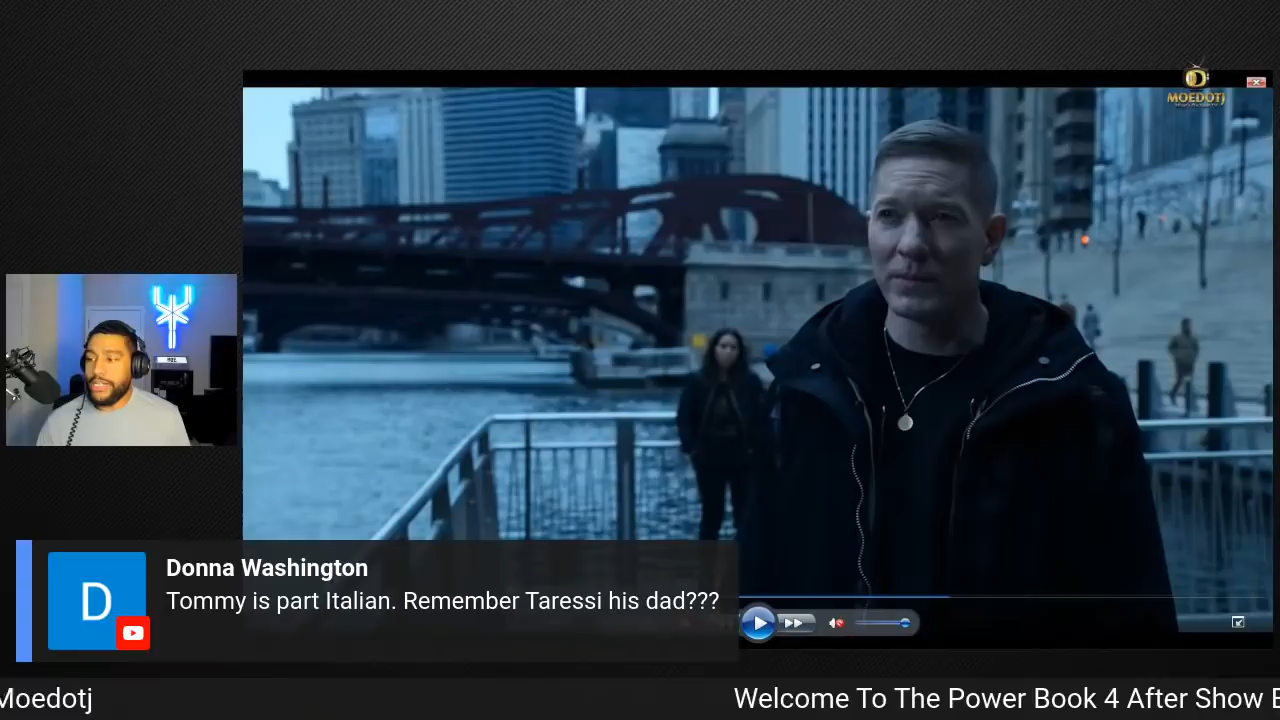 MOEDOTJ
Donna Washington
D
Tommy is part Italian. Remember Taressi his dad???
Moedotj
Welcome To The Power Book 4 After Show E